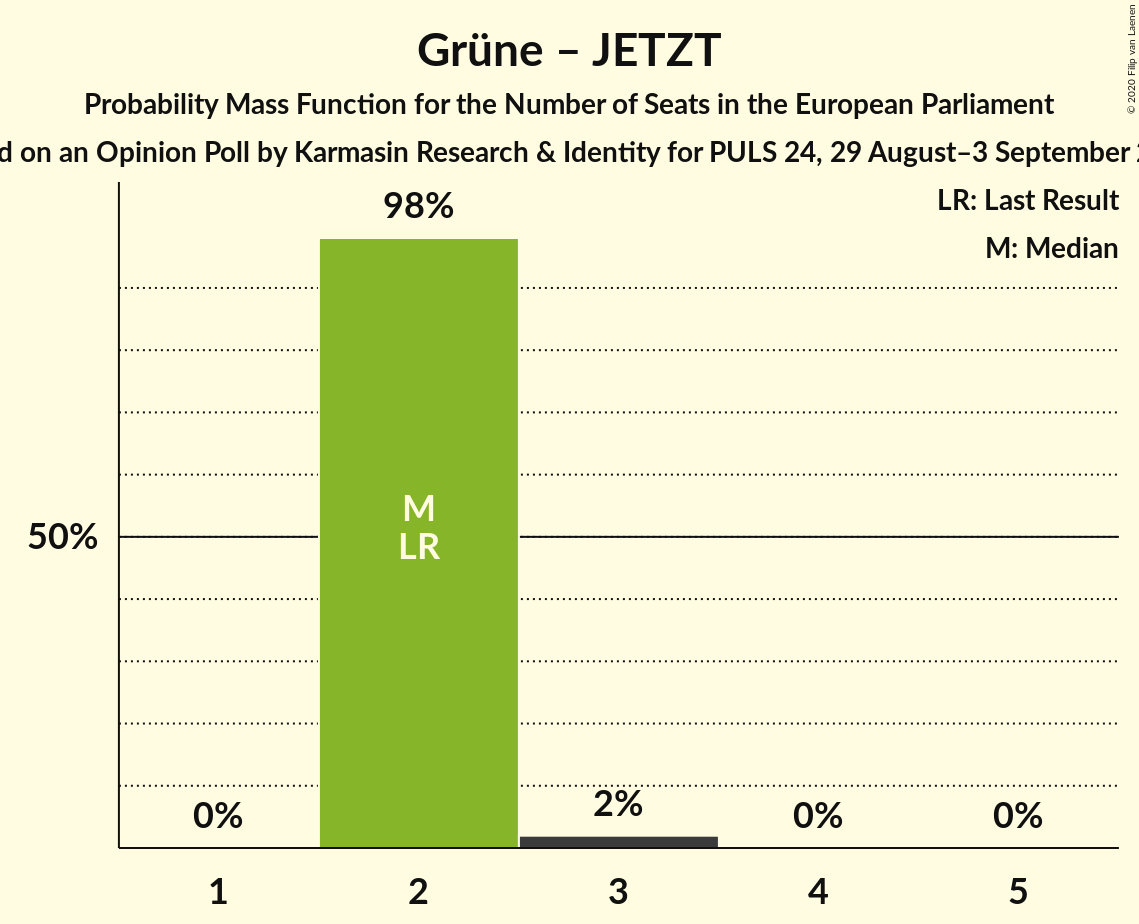 Grüne – JETZT
Probability Mass Function for the Number of Seats in the European Parliament
on an Opinion Poll by Karmasin Research & Identity for PULS 24, 29 August–3 September
© 2020 Filip van Laenen
LR: Last Result
M: Median
98%
M
LR
50%
0%
2%
0%
0%
1
2
3
4
5